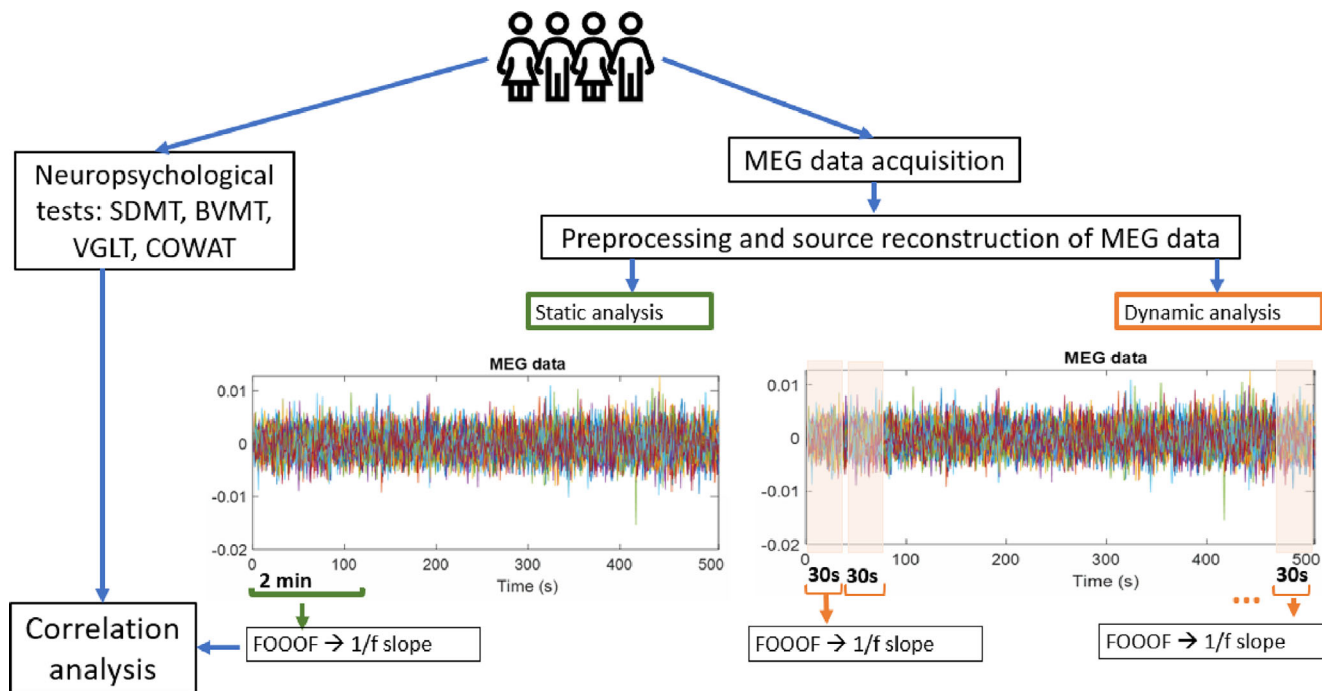 Neuropsychological
tests: SDMT, BVMT,
VGLT, COWAT
MEG data acquisition
Preprocessing and source reconstruction of MEG data
Static analysis
Dynamic analysis
MEG data
0.01
0
-0.01
-0.02
0 100 200 300 400 500
Time (s)
2 min
MEG data
0.01
0
-0.01
-0.02
0 100 200 300 400 500
Time (s)
30s 30s 30s
...
Correlation
analysis
FOOOF → 1/f slope
FOOOF → 1/f slope
FOOOF → 1/f slope